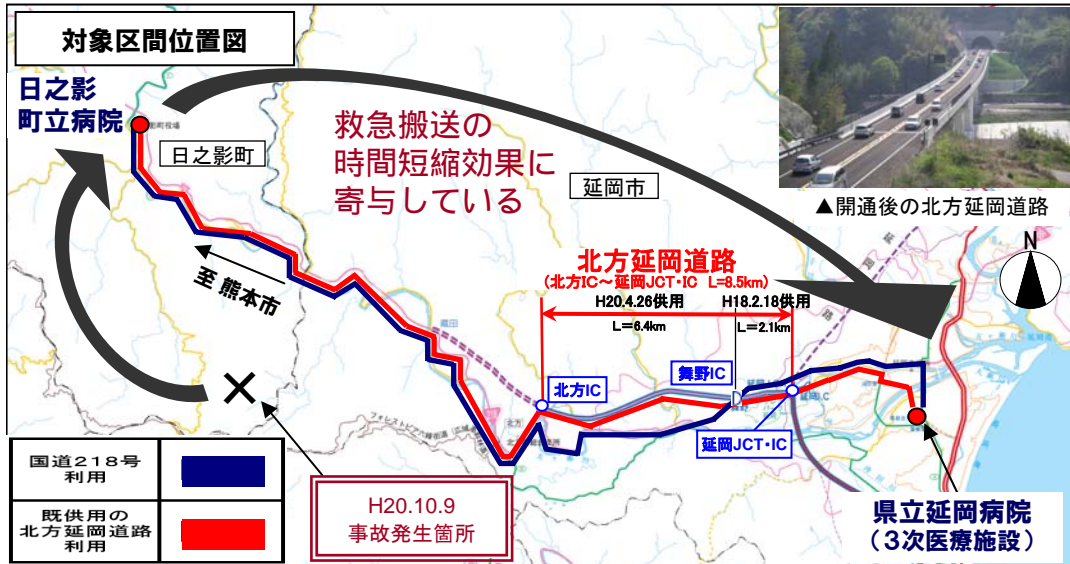 対象区間位置図
日之影
町立病院
日之影町
救急搬送の
時間短縮効果に
寄与している
延岡市
▲開通後の北方延岡道路
N
至 熊本市
北方延岡道路
(北方IC～延岡JCT・IC L=8.5km)
H20.4.26供用
H18.2.18供用
L=6.4km
L=2.1km
蔵田
北方IC
舞野IC
延岡JCT・IC
国道218号
利用
既供用の
北方延岡道路
利用
H20.10.9
事故発生箇所
県立延岡病院
(3次医療施設)